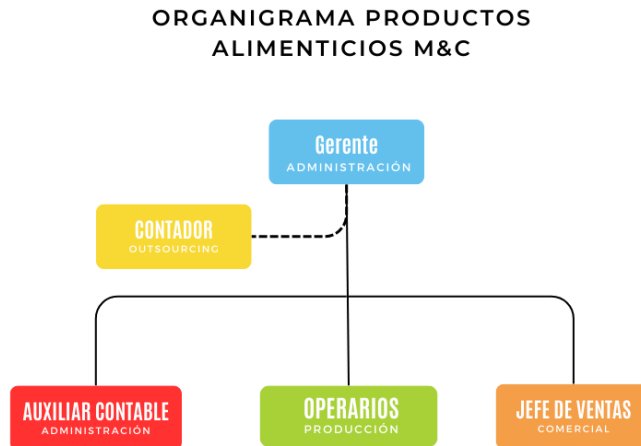 ORGANIGRAMA PRODUCTOS
ALIMENTICIOS M&C
Gerente
ADMINISTRACIÓN
CONTADOR
OUTSOURCING
AUXILIAR CONTABLE
ADMINISTRACIÓN
OPERARIOS
PRODUCCIÓN
JEFE DE VENTAS
COMERCIAL